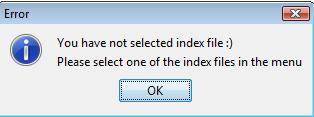 Error
You have not selected index file :)
Please select one of the index files in the menu
OK